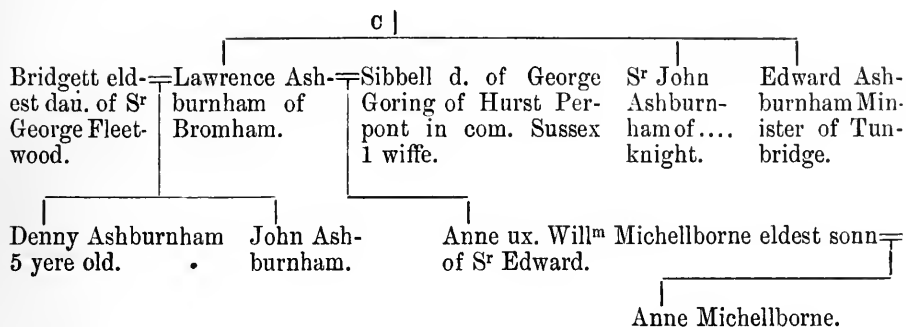 C
Bridgett eld-
est dau. of Sʳ
George Fleet-
wood.
Lawrence Ash-
burnham of
Bromham.
Sibbell d. of George
Goring of Hurst Per-
pont in com. Sussex
1 wiffe.
Sʳ John
Ashburn-
ham of ....
knight.
Edward Ash-
burnham Min-
ister of Tun-
bridge.
Denny Ashburnham
5 yere old.
John Ash-
burnham.
Anne ux. Willᵐ Michellborne eldest sonn
of Sʳ Edward.
Anne Michellborne.